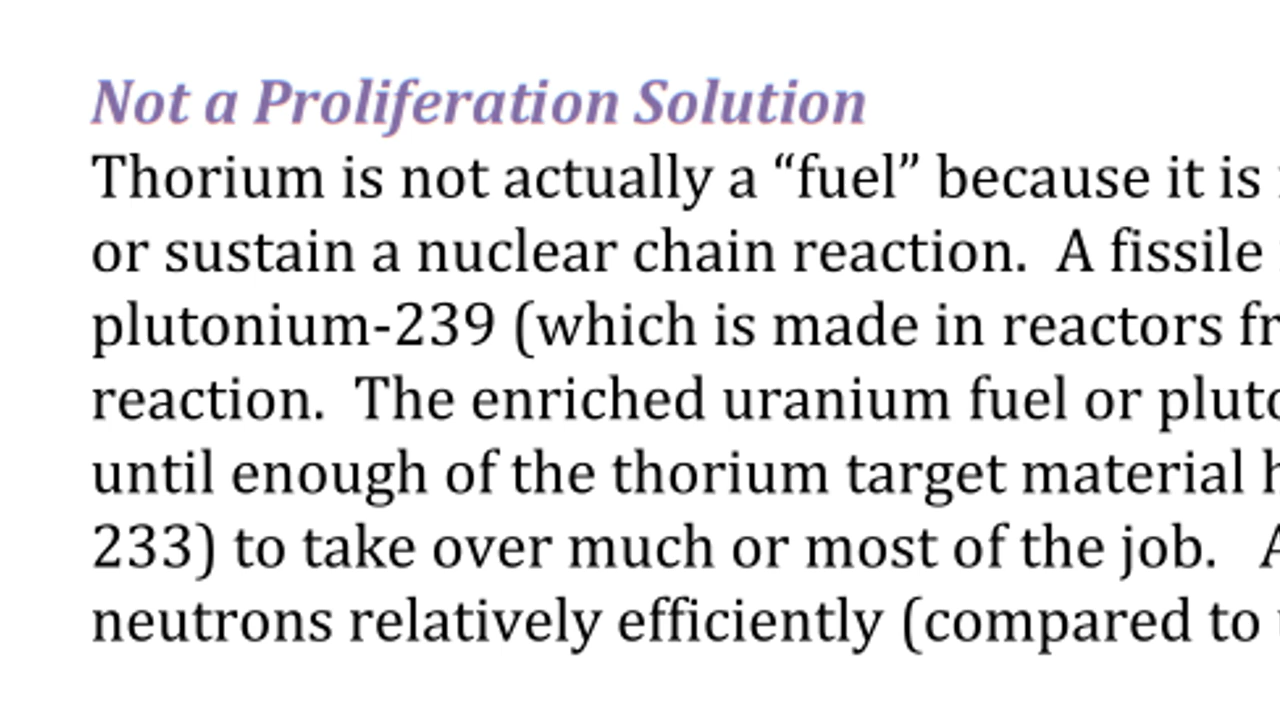 Not a Proliferation Solution
Thorium is not actually a “fuel” because it is
or sustain a nuclear chain reaction.  A fissile
plutonium-239 (which is made in reactors
reaction.  The enriched uranium fuel or
until enough of the thorium target material
233) to take over much or most of the job.
neutrons relatively efficiently (compared to